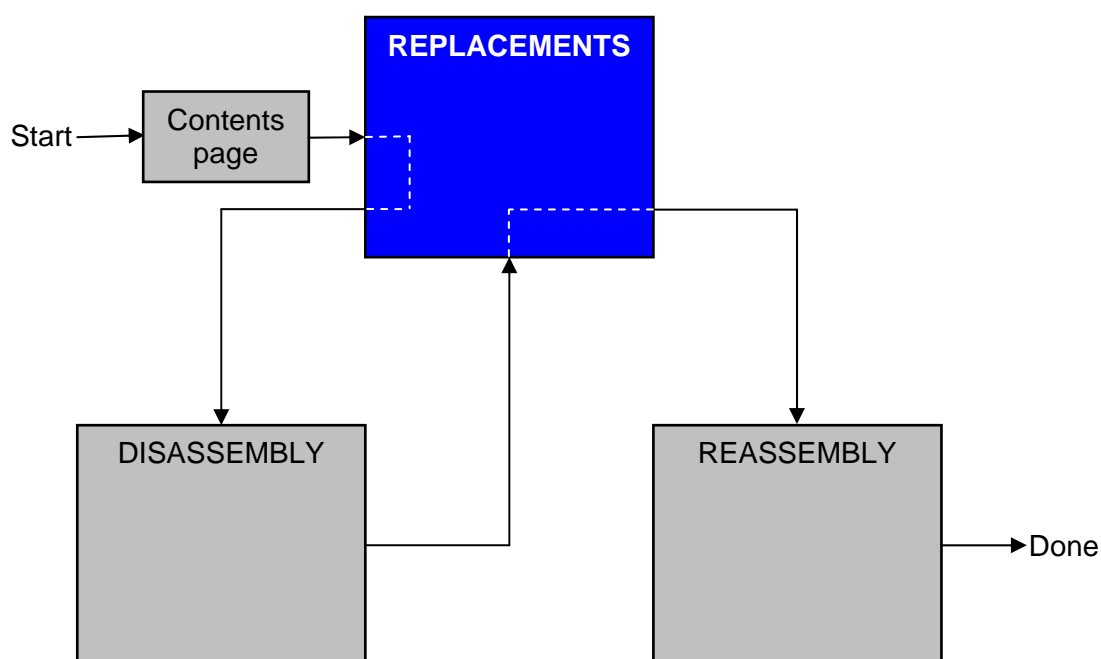 REPLACEMENTS
Start
Contents
page
DISASSEMBLY
REASSEMBLY
Done